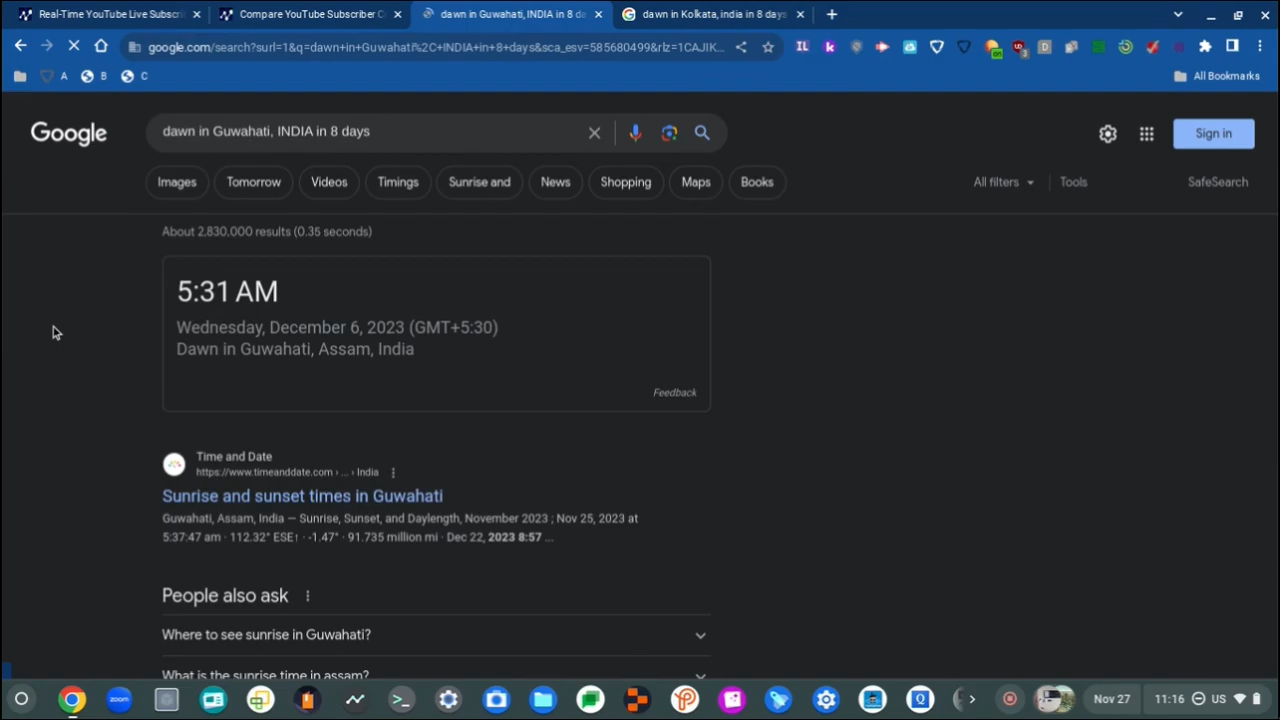 Real-Time YouTube Live Subscri
Compare YouTube Subscriber C
dawn in Guwahati, INDIA in 8 da
dawn in Kolkata, india in 8 days
google.com/search?surl=1&q=dawn+in+Guwahati%2C+INDIA+in+8+days&sca_esv=585680499&rlz=1CAJIK...
A
B
C
All Bookmarks
Google
dawn in Guwahati, INDIA in 8 days
Sign in
Images
Tomorrow
Videos
Timings
Sunrise and
News
Shopping
Maps
Books
All filters
Tools
SafeSearch
About 2,830,000 results (0.35 seconds)
5:31 AM
Wednesday, December 6, 2023 (GMT+5:30)
Dawn in Guwahati, Assam, India
Feedback
Time and Date
https://www.timeanddate.com › ... › India
Sunrise and sunset times in Guwahati
Guwahati, Assam, India — Sunrise, Sunset, and Daylength, November 2023 ; Nov 25, 2023 at
5:37:47 am · 112.32° ESE↑ · -1.47° · 91.735 million mi · Dec 22, 2023 8:57 ...
People also ask
Where to see sunrise in Guwahati?
What is the sunrise time in assam?
zoom
Nov 27
11:16
US